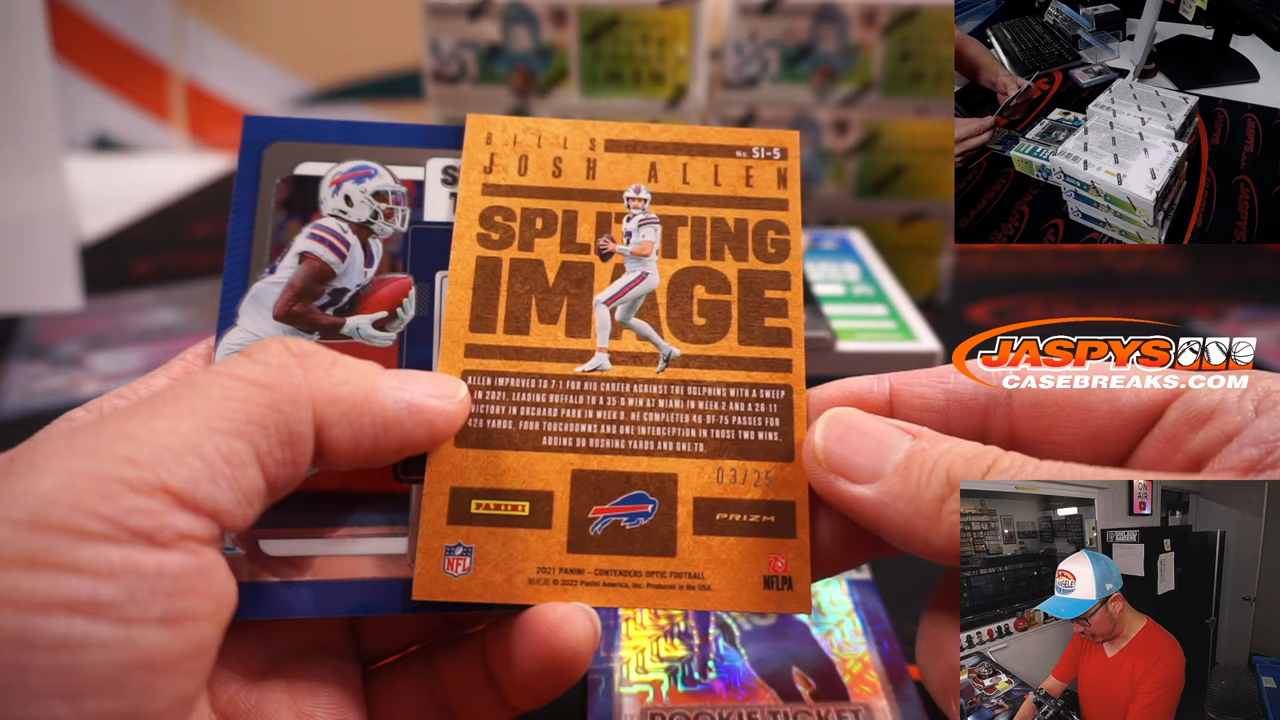 BILLS
No. SI-5
JOSH ALLEN
SPLITTING
IMAGE
ALLEN IMPROVED TO 7-1 FOR HIS CAREER AGAINST THE DOLPHINS WITH A SWEEP
IN 2021, LEADING BUFFALO TO A 35-0 WIN AT MIAMI IN WEEK 2 AND A 26-11
VICTORY IN ORCHARD PARK IN WEEK 8. HE COMPLETED 46-OF-75 PASSES FOR
428 YARDS, FOUR TOUCHDOWNS AND ONE INTERCEPTION IN THOSE TWO WINS,
ADDING 90 RUSHING YARDS AND ONE TD.
03/25
PANINI
PRIZM
NFL
NFLPA
2021 PANINI – CONTENDERS OPTIC FOOTBALL
© 2022 Panini America, Inc. Produced in the USA.
ROOKIE TICKET
JASPYS
CASEBREAKS.COM
ON
AIR